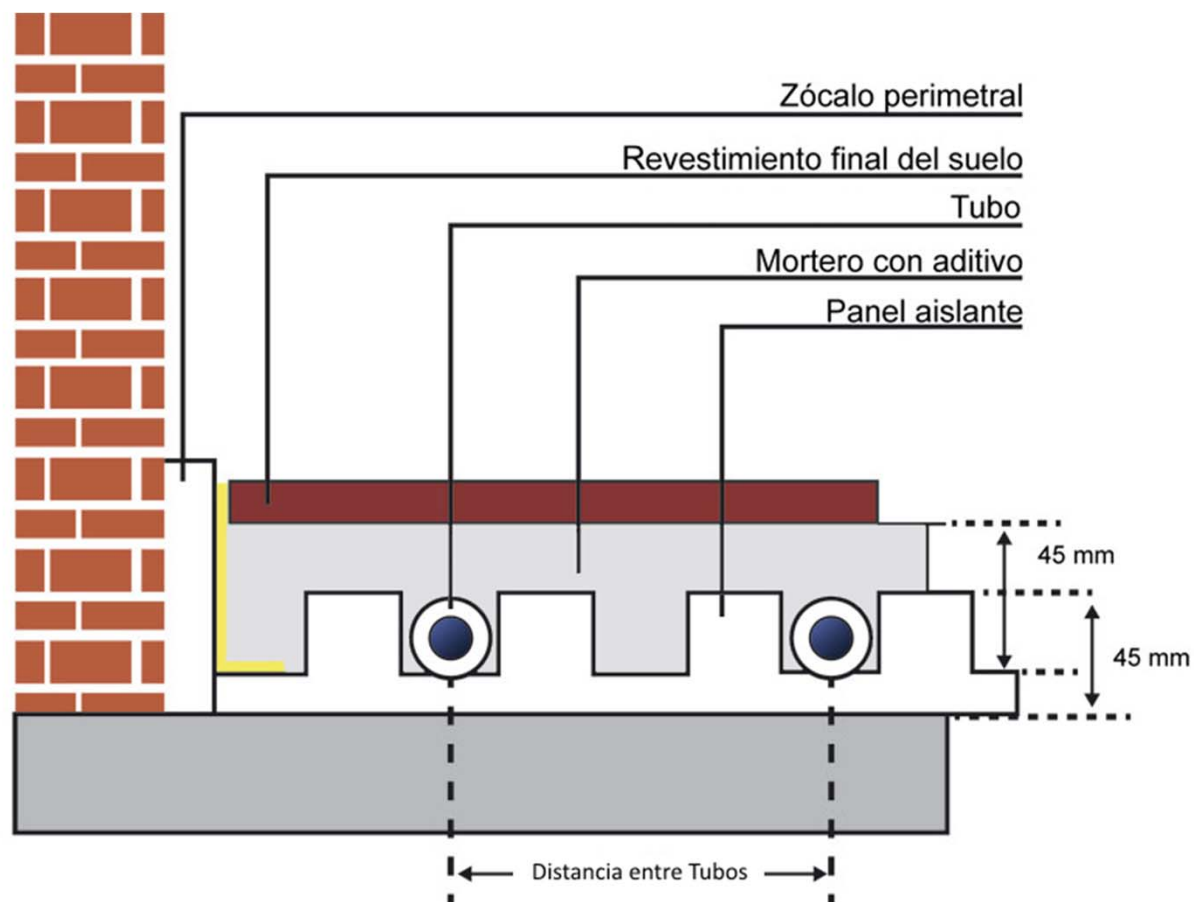 Zócalo perimetral
Revestimiento final del suelo
Tubo
Mortero con aditivo
Panel aislante
45 mm
45 mm
Distancia entre Tubos